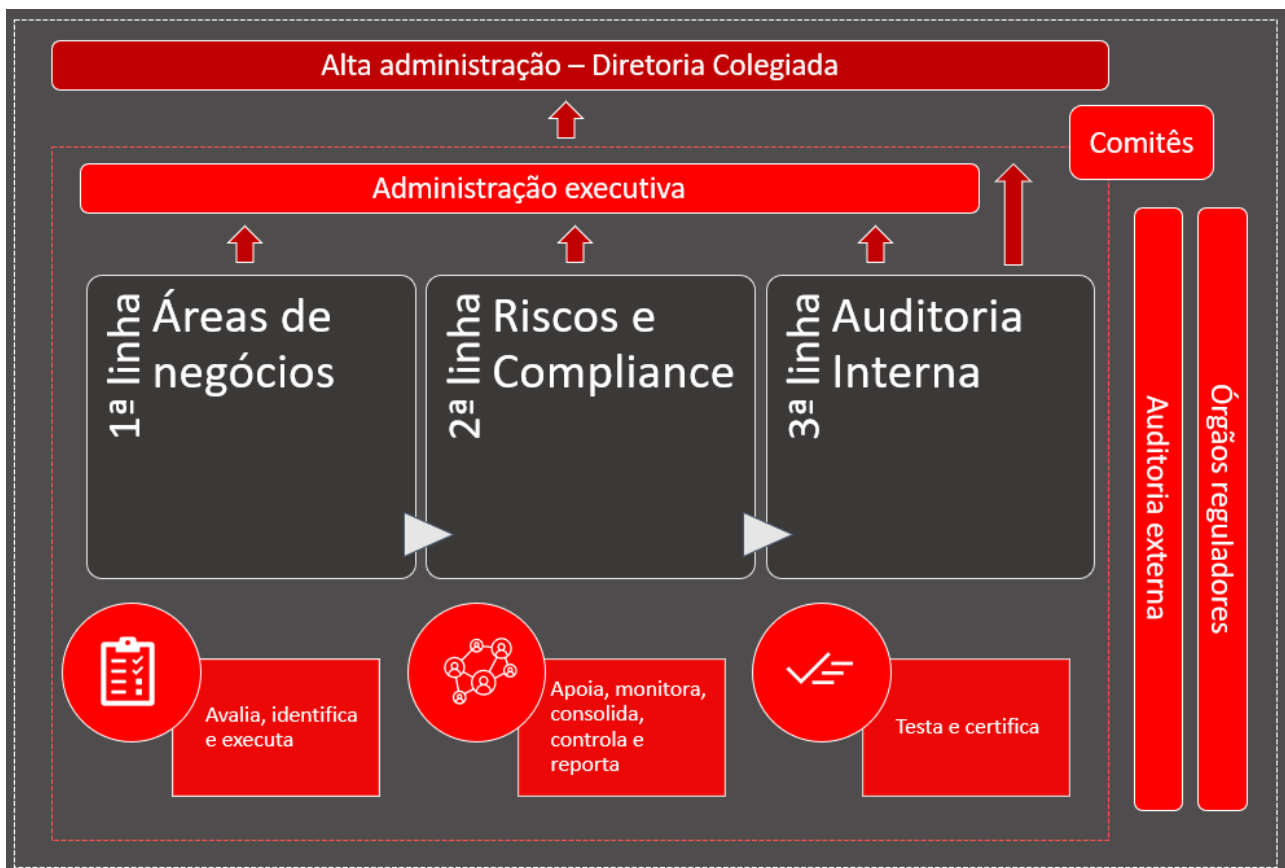 Alta administração – Diretoria Colegiada
Comitês
Administração executiva
1ª linha
Áreas de
negócios
2ª linha
Riscos e
Compliance
3ª linha
Auditoria
Interna
Avalia, identifica
e executa
Apoia, monitora,
consolida,
controla e
reporta
Testa e certifica
Auditoria externa
Órgãos reguladores